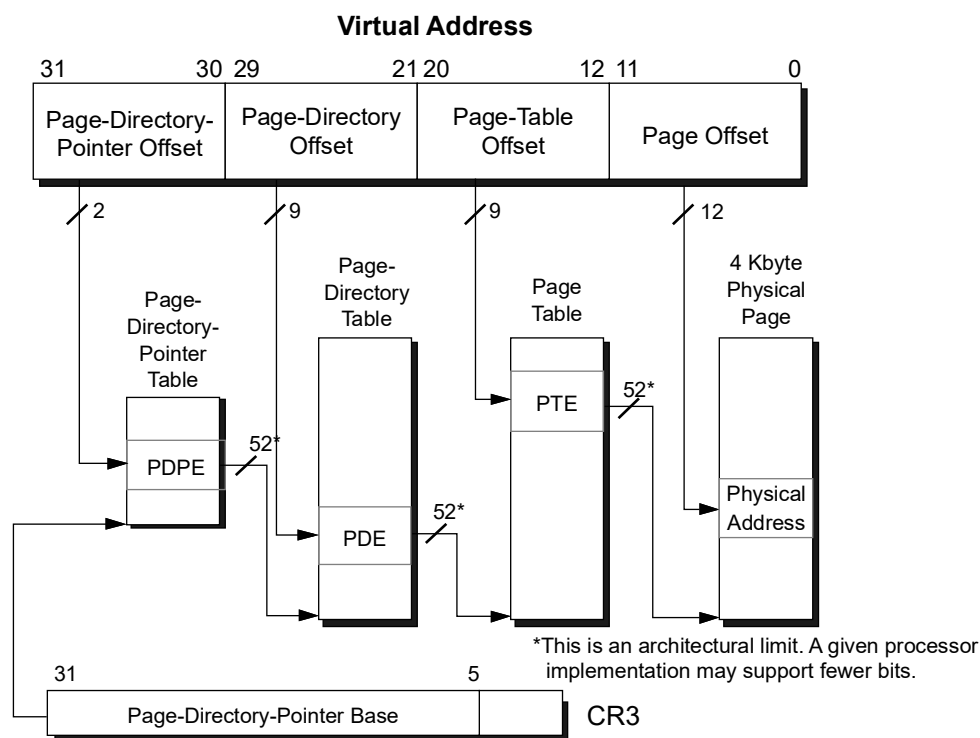 Virtual Address
31 30 29 21 20 12 11 0
Page-Directory-
Pointer Offset
Page-Directory
Offset
Page-Table
Offset
Page Offset
2
9
9
12
Page-
Directory-
Pointer
Table
Page-
Directory
Table
Page
Table
4 Kbyte
Physical
Page
PDPE
52*
PDE
52*
PTE
52*
Physical
Address
*This is an architectural limit. A given processor
implementation may support fewer bits.
31 5
Page-Directory-Pointer Base
CR3